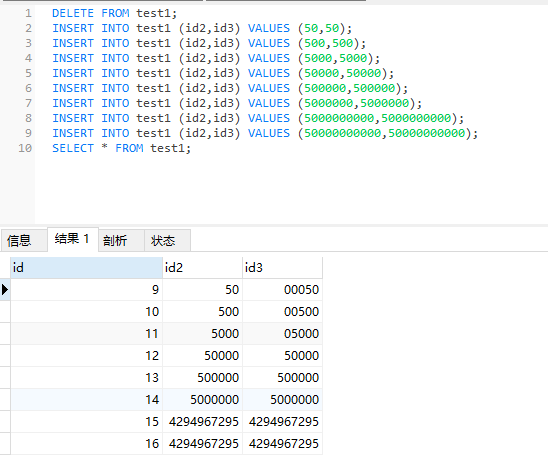 1 DELETE FROM test1;
2 INSERT INTO test1 (id2,id3) VALUES (50,50);
3 INSERT INTO test1 (id2,id3) VALUES (500,500);
4 INSERT INTO test1 (id2,id3) VALUES (5000,5000);
5 INSERT INTO test1 (id2,id3) VALUES (50000,50000);
6 INSERT INTO test1 (id2,id3) VALUES (500000,500000);
7 INSERT INTO test1 (id2,id3) VALUES (5000000,5000000);
8 INSERT INTO test1 (id2,id3) VALUES (5000000000,5000000000);
9 INSERT INTO test1 (id2,id3) VALUES (50000000000,50000000000);
10 SELECT * FROM test1;
信息 结果 1 剖析 状态
id id2 id3
9 50 00050
10 500 00500
11 5000 05000
12 50000 50000
13 500000 500000
14 5000000 5000000
15 4294967295 4294967295
16 4294967295 4294967295